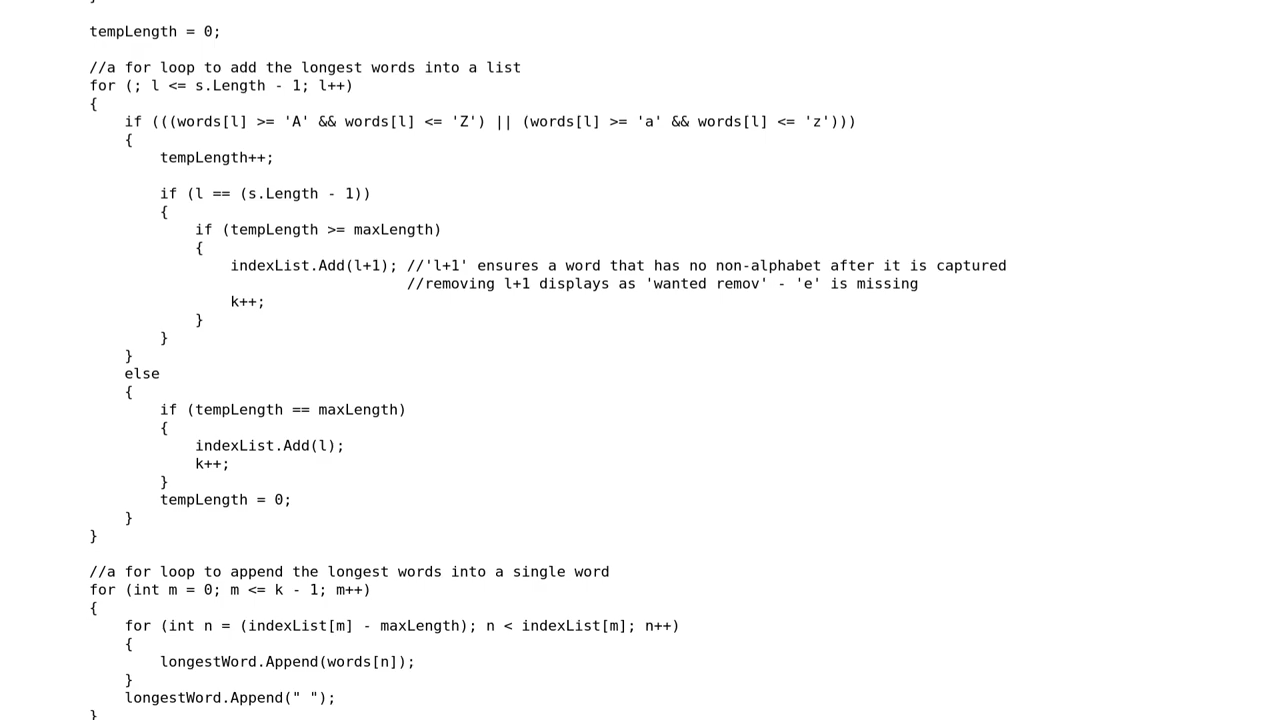 }
tempLength = 0;
//a for loop to add the longest words into a list
for (; l <= s.Length - 1; l++)
{
if (((words[l] >= 'A' && words[l] <= 'Z') || (words[l] >= 'a' && words[l] <= 'z')))
{
tempLength++;
if (l == (s.Length - 1))
{
if (tempLength >= maxLength)
{
indexList.Add(l+1); //'l+1' ensures a word that has no non-alphabet after it is captured
//removing l+1 displays as 'wanted remov' - 'e' is missing
k++;
}
}
}
else
{
if (tempLength == maxLength)
{
indexList.Add(l);
k++;
}
tempLength = 0;
}
}
//a for loop to append the longest words into a single word
for (int m = 0; m <= k - 1; m++)
{
for (int n = (indexList[m] - maxLength); n < indexList[m]; n++)
{
longestWord.Append(words[n]);
}
longestWord.Append(" ");
}